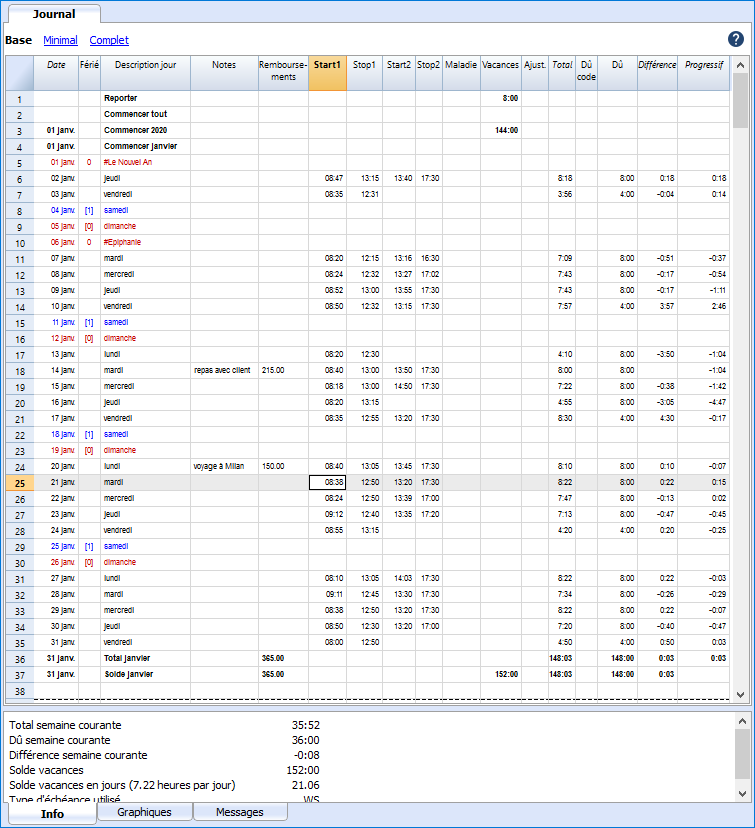 Journal
Base Minimal Complet ?
Date Férié Description jour Notes Rembourse- Start1 Stop1 Start2 Stop2 Maladie Vacances Ajust. Total Dû Dû Différence Progressif
ments code
1 Reporter 8:00
2 Commencer tout
3 01 janv. Commencer 2020 144:00
4 01 janv. Commencer janvier
5 01 janv. 0 #Le Nouvel An
6 02 janv. jeudi 08:47 13:15 13:40 17:30 8:18 8:00 0:18 0:18
7 03 janv. vendredi 08:35 12:31 3:56 4:00 -0:04 0:14
8 04 janv. [1] samedi
9 05 janv. [0] dimanche
10 06 janv. 0 #Epiphanie
11 07 janv. mardi 08:20 12:15 13:16 16:30 7:09 8:00 -0:51 -0:37
12 08 janv. mercredi 08:24 12:32 13:27 17:02 7:43 8:00 -0:17 -0:54
13 09 janv. jeudi 08:52 13:00 13:55 17:30 7:43 8:00 -0:17 -1:11
14 10 janv. vendredi 08:50 12:32 13:15 17:30 7:57 4:00 3:57 2:46
15 11 janv. [1] samedi
16 12 janv. [0] dimanche
17 13 janv. lundi 08:20 12:30 4:10 8:00 -3:50 -1:04
18 14 janv. mardi repas avec client 215.00 08:40 13:00 13:50 17:30 8:00 8:00 -1:04
19 15 janv. mercredi 08:18 13:00 14:50 17:30 7:22 8:00 -0:38 -1:42
20 16 janv. jeudi 08:20 13:15 4:55 8:00 -3:05 -4:47
21 17 janv. vendredi 08:35 12:55 13:20 17:30 8:30 4:00 4:30 -0:17
22 18 janv. [1] samedi
23 19 janv. [0] dimanche
24 20 janv. lundi voyage à Milan 150.00 08:40 13:05 13:45 17:30 8:10 8:00 0:10 -0:07
25 21 janv. mardi 08:38 12:50 13:20 17:30 8:22 8:00 0:22 0:15
26 22 janv. mercredi 08:24 12:50 13:39 17:00 7:47 8:00 -0:13 0:02
27 23 janv. jeudi 09:12 12:40 13:35 17:20 7:13 8:00 -0:47 -0:45
28 24 janv. vendredi 08:55 13:15 4:20 4:00 0:20 -0:25
29 25 janv. [1] samedi
30 26 janv. [0] dimanche
31 27 janv. lundi 08:10 13:05 14:03 17:30 8:22 8:00 0:22 -0:03
32 28 janv. mardi 09:11 12:45 13:30 17:30 7:34 8:00 -0:26 -0:29
33 29 janv. mercredi 08:38 12:50 13:20 17:30 8:22 8:00 0:22 -0:07
34 30 janv. jeudi 08:50 12:30 13:20 17:00 7:20 8:00 -0:40 -0:47
35 31 janv. vendredi 08:00 12:50 4:50 4:00 0:50 0:03
36 31 janv. Total janvier 365.00 148:03 148:00 0:03 0:03
37 31 janv. Solde janvier 365.00 152:00 148:03 148:00 0:03
38
Total semaine courante 35:52
Dû semaine courante 36:00
Différence semaine courante -0:08
Solde vacances 152:00
Solde vacances en jours (7.22 heures par jour) 21.06
Type d'échéance utilisé WS
Info Graphiques Messages